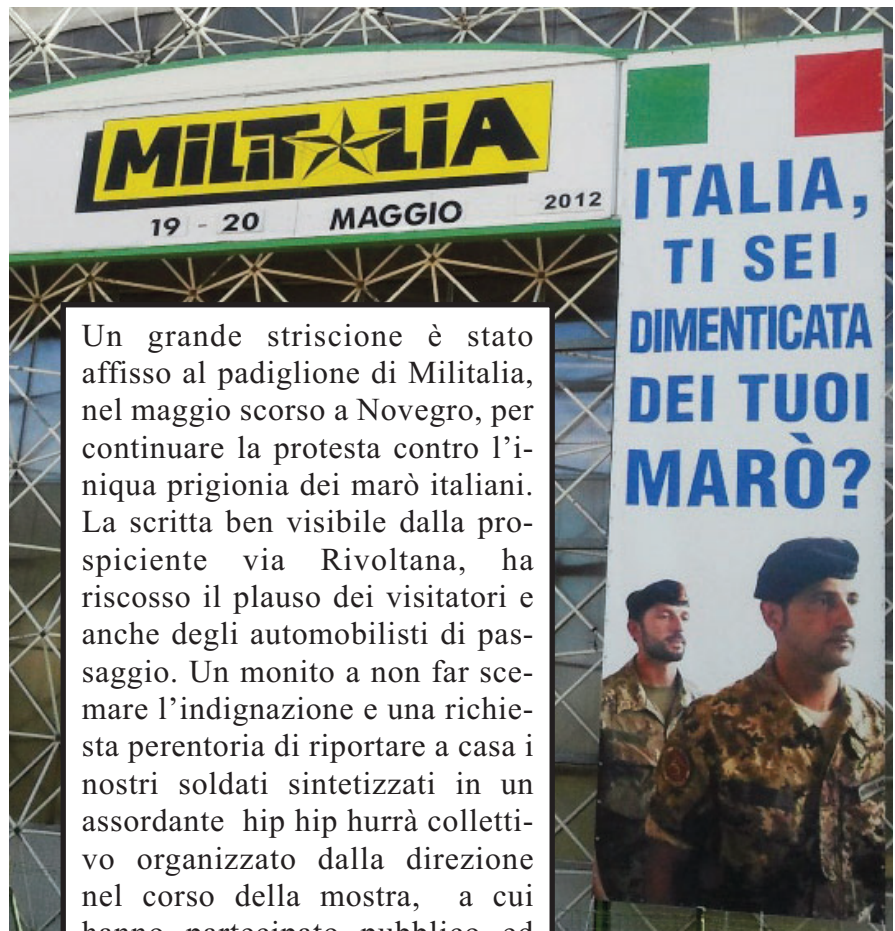 MiLiTALiA
19 - 20 MAGGIO 2012
ITALIA,
TI SEI
DIMENTICATA
DEI TUOI
MARÒ?
Un grande striscione è stato
affisso al padiglione di Militalia,
nel maggio scorso a Novegro, per
continuare la protesta contro l’i-
niqua prigionia dei marò italiani.
La scritta ben visibile dalla pro-
spiciente via Rivoltana, ha
riscosso il plauso dei visitatori e
anche degli automobilisti di pas-
saggio. Un monito a non far sce-
mare l’indignazione e una richie-
sta perentoria di riportare a casa i
nostri soldati sintetizzati in un
assordante hip hip hurrà colletti-
vo organizzato dalla direzione
nel corso della mostra, a cui
hanno partecipato pubblico ed